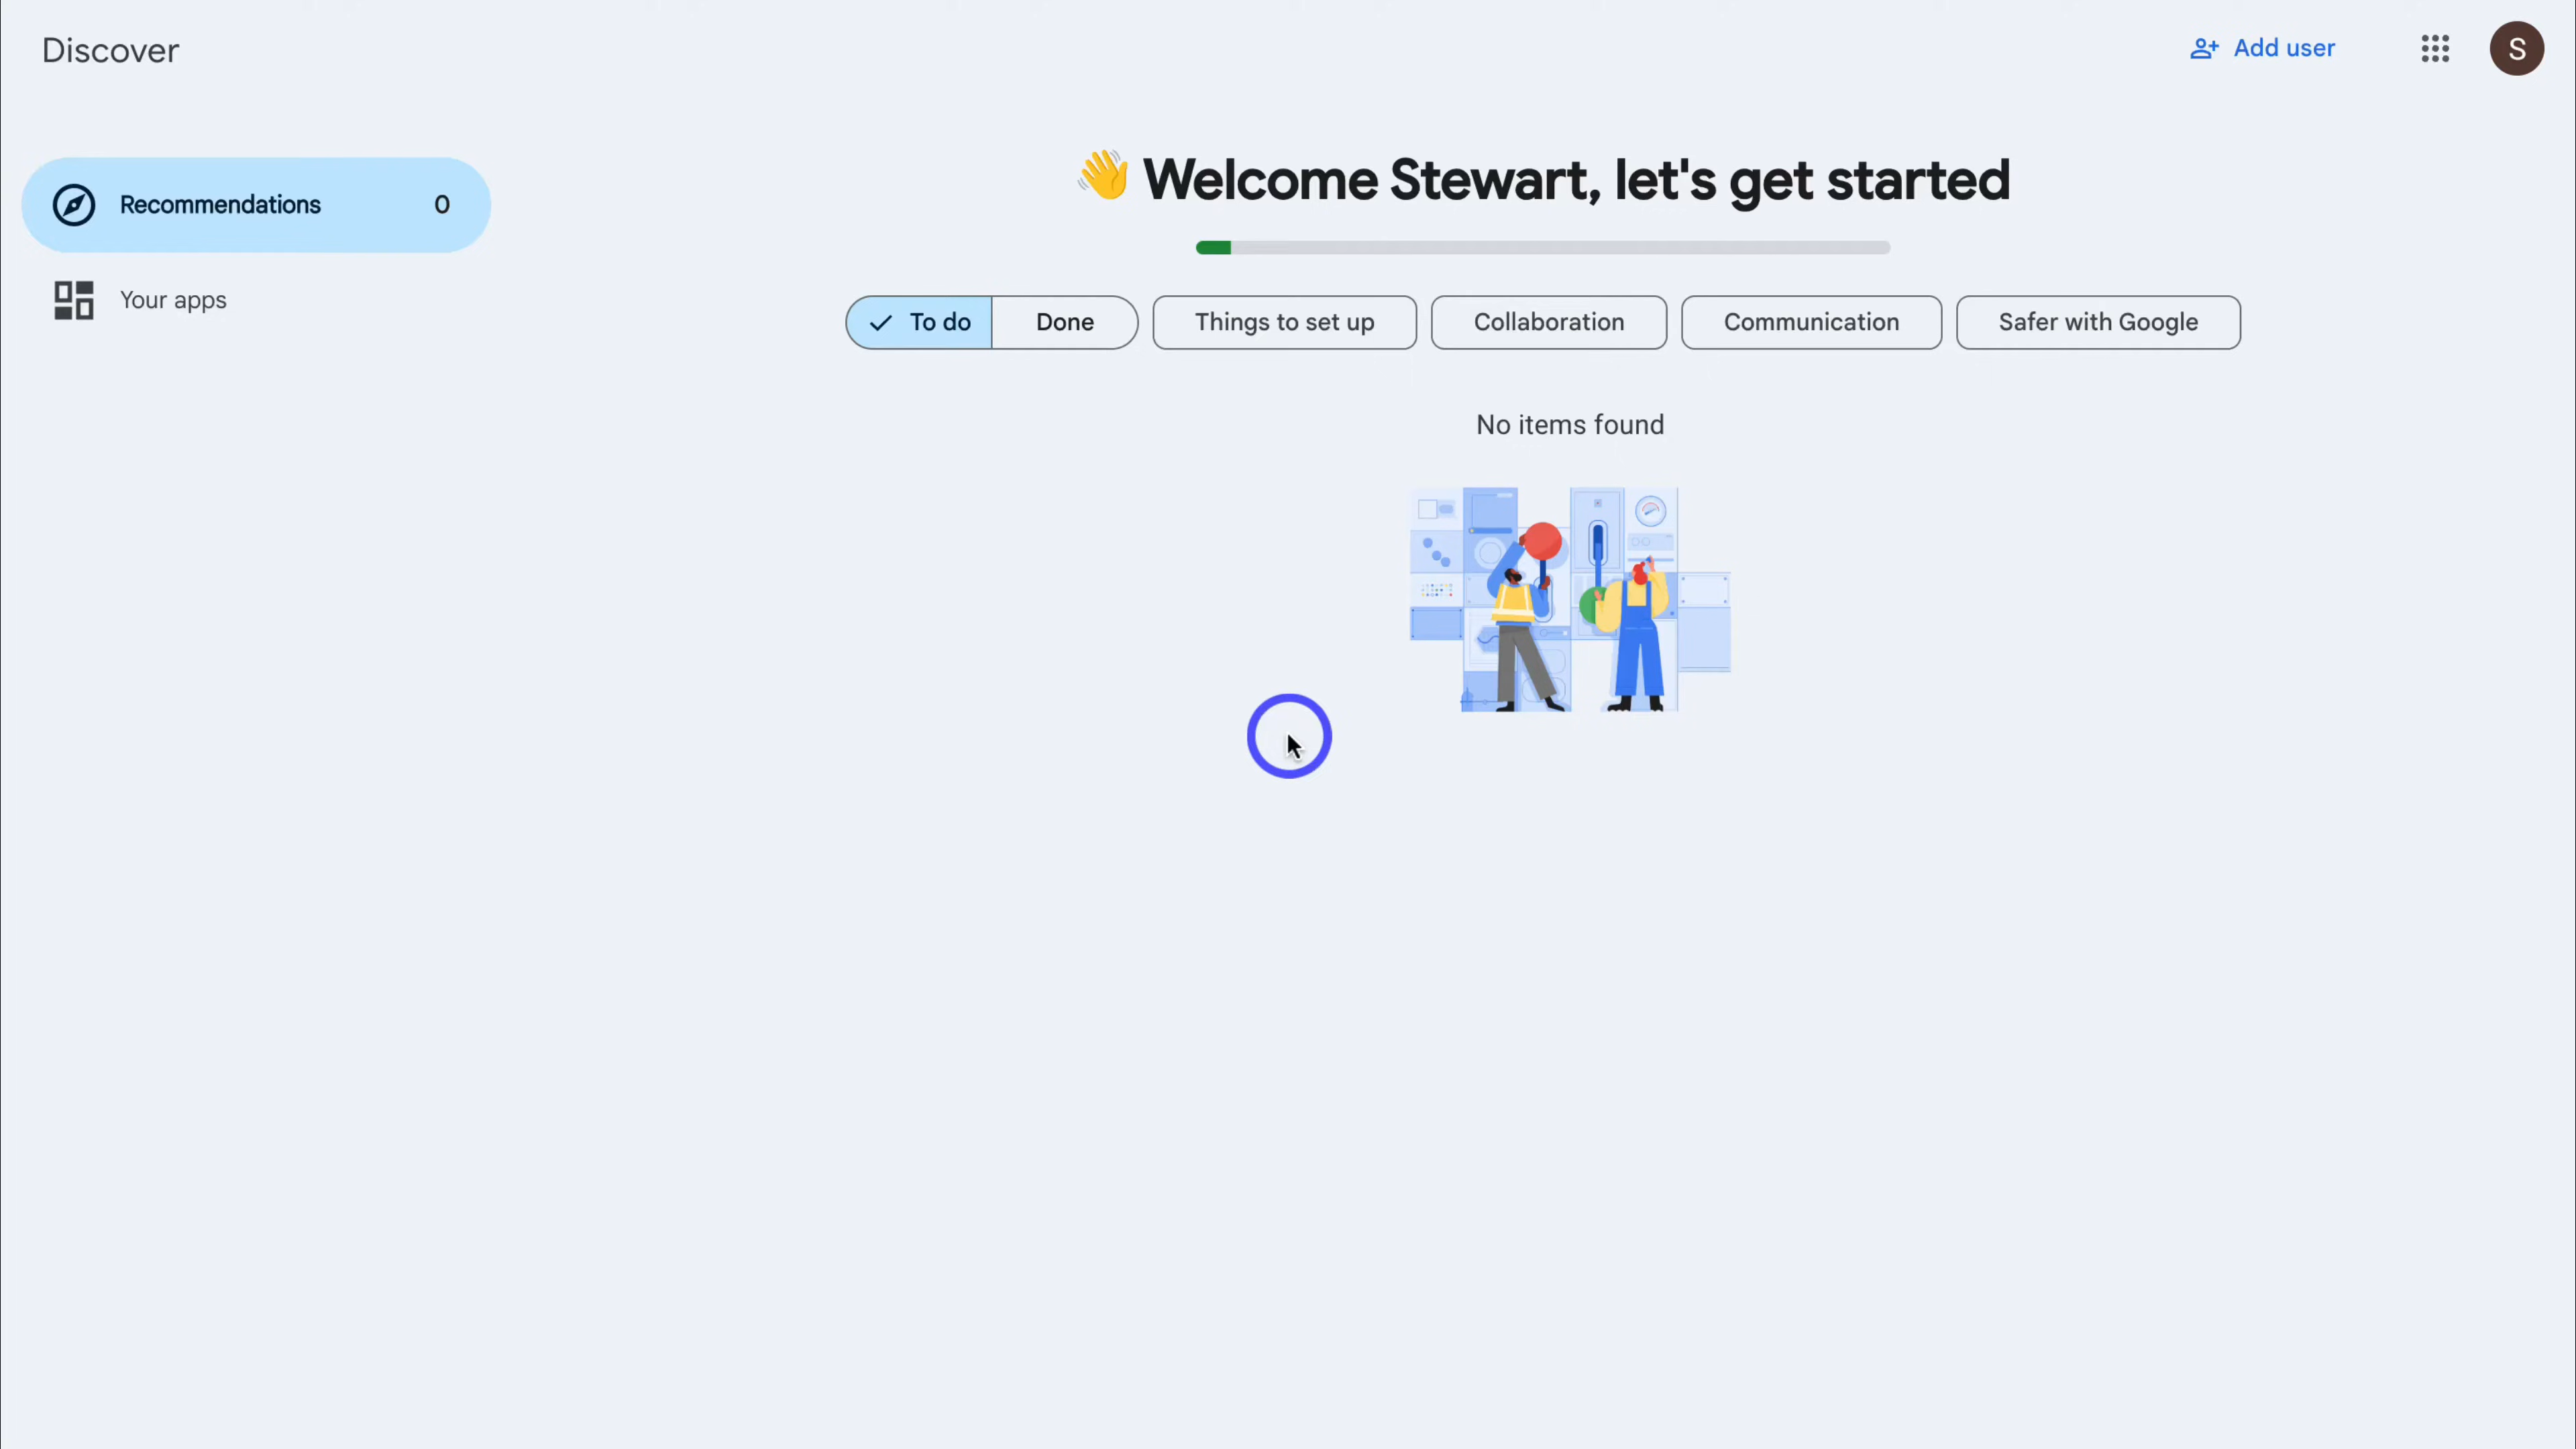 Discover
Add user
S
Recommendations 0
Your apps
👋 Welcome Stewart, let's get started
To do
Done
Things to set up
Collaboration
Communication
Safer with Google
No items found